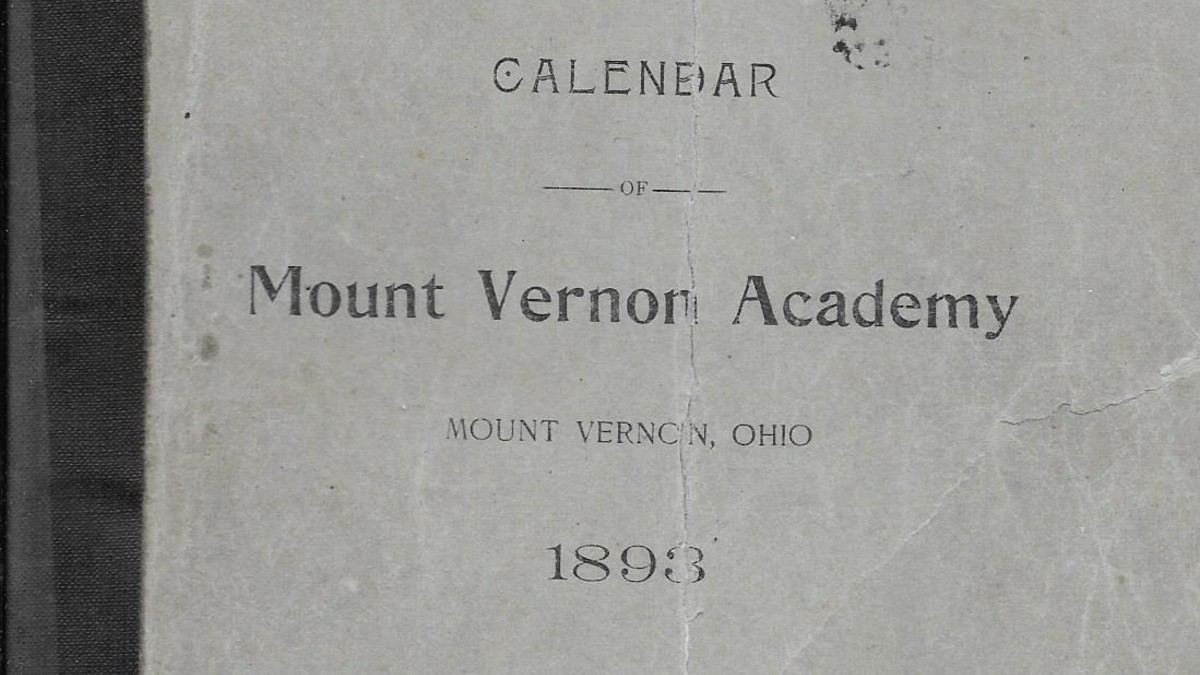 CALENDAR
OF
Mount Vernon Academy
MOUNT VERNON, OHIO
1893